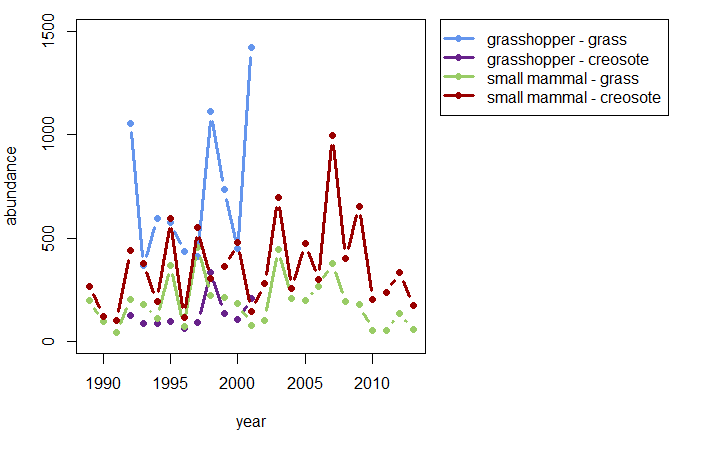 1500
1000
500
0
abundance
1990 1995 2000 2005 2010
year
grasshopper - grass
grasshopper - creosote
small mammal - grass
small mammal - creosote